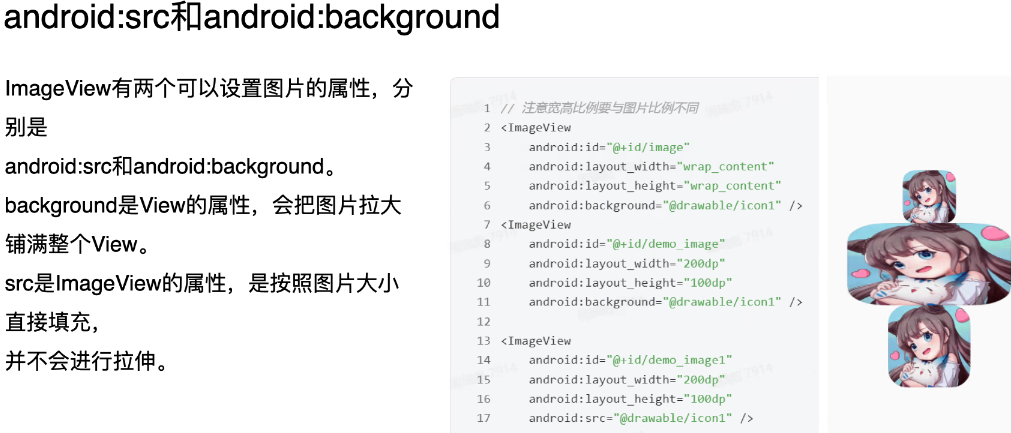 android:src和android:background
ImageView有两个可以设置图片的属性，分
别是
android:src和android:background。
background是View的属性，会把图片拉大
铺满整个View。
src是ImageView的属性，是按照图片大小
直接填充，
并不会进行拉伸。
1 // 注意宽高比例要与图片比例不同
2 <ImageView
3 android:id="@+id/image"
4 android:layout_width="wrap_content"
5 android:layout_height="wrap_content"
6 android:background="@drawable/icon1" />
7 <ImageView
8 android:id="@+id/demo_image"
9 android:layout_width="200dp"
10 android:layout_height="100dp"
11 android:background="@drawable/icon1" />
12
13 <ImageView
14 android:id="@+id/demo_image1"
15 android:layout_width="200dp"
16 android:layout_height="100dp"
17 android:src="@drawable/icon1" />